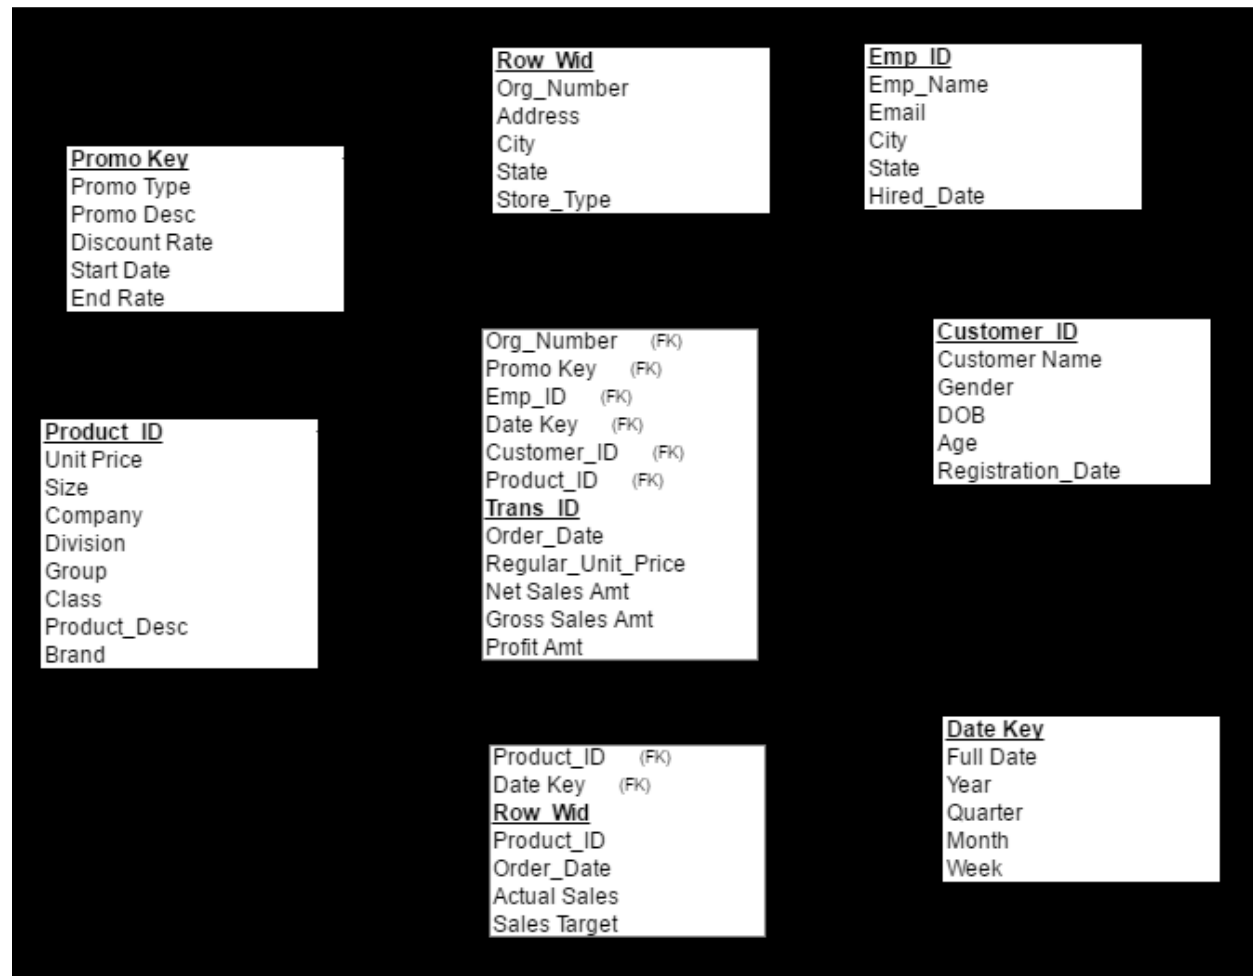 Row_Wid
Org_Number
Address
City
State
Store_Type
Emp_ID
Emp_Name
Email
City
State
Hired_Date
Promo Key
Promo Type
Promo Desc
Discount Rate
Start Date
End Rate
Org_Number (FK)
Promo Key (FK)
Emp_ID (FK)
Date Key (FK)
Customer_ID (FK)
Product_ID (FK)
Trans_ID
Order_Date
Regular_Unit_Price
Net Sales Amt
Gross Sales Amt
Profit Amt
Customer_ID
Customer Name
Gender
DOB
Age
Registration_Date
Product_ID
Unit Price
Size
Company
Division
Group
Class
Product_Desc
Brand
Product_ID (FK)
Date Key (FK)
Row_Wid
Product_ID
Order_Date
Actual Sales
Sales Target
Date Key
Full Date
Year
Quarter
Month
Week